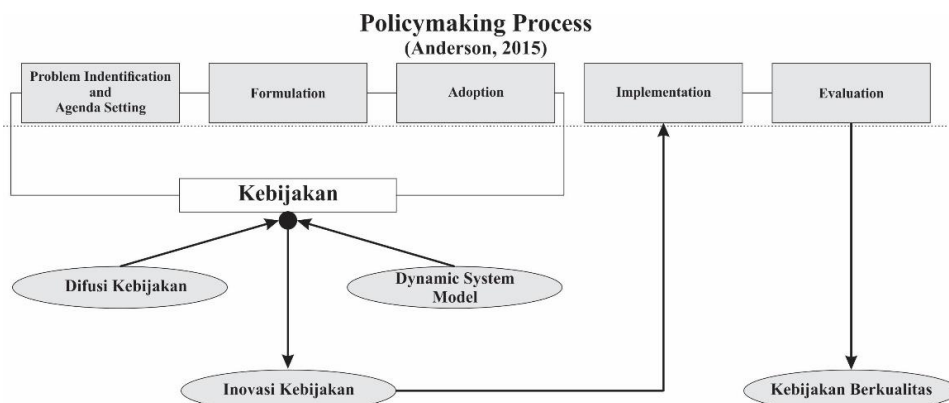 Policymaking Process
(Anderson, 2015)
Problem Indentification
and
Agenda Setting
Formulation
Adoption
Implementation
Evaluation
Kebijakan
Difusi Kebijakan
Dynamic System
Model
Inovasi Kebijakan
Kebijakan Berkualitas